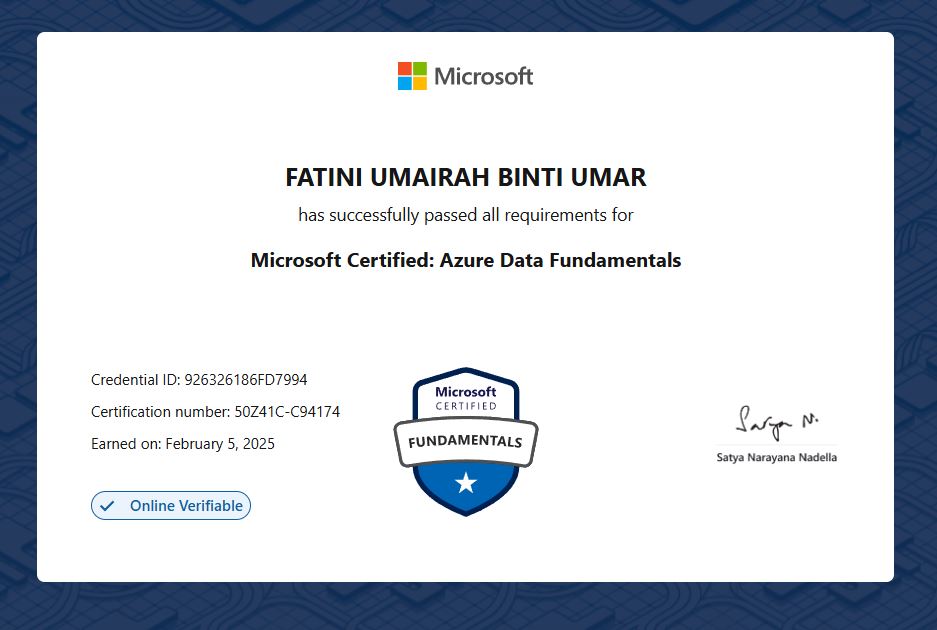 Microsoft
FATINI UMAIRAH BINTI UMAR
has successfully passed all requirements for
Microsoft Certified: Azure Data Fundamentals
Credential ID: 926326186FD7994
Certification number: 50Z41C-C94174
Earned on: February 5, 2025
Online Verifiable
Microsoft
CERTIFIED
FUNDAMENTALS
Satya N.
Satya Narayana Nadella